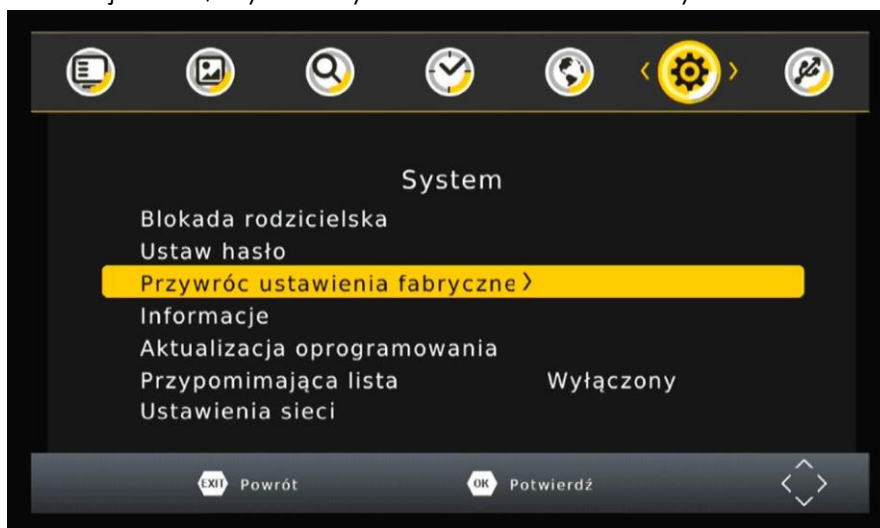 System
Blokada rodzicielska
Ustaw hasło
Przywróc ustawienia fabryczne
Informacje
Aktualizacja oprogramowania
Przypomimająca lista Wyłączony
Ustawienia sieci
EXIT Powrót OK Potwierdź